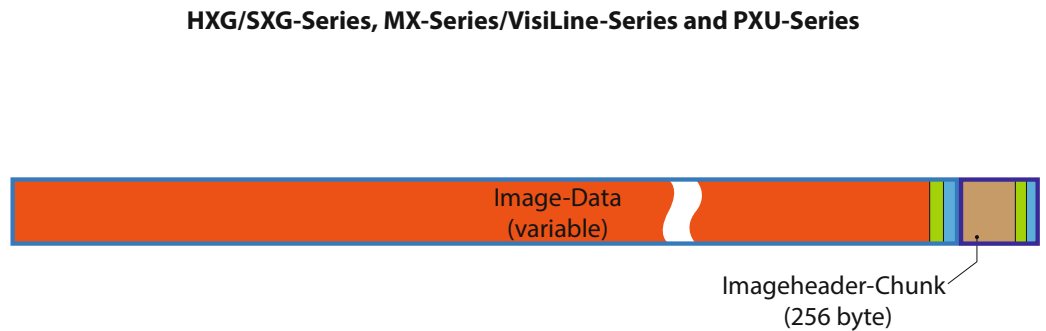 HXG/SXG-Series, MX-Series/VisiLine-Series and PXU-Series
Image-Data
(variable)
Imageheader-Chunk
(256 byte)